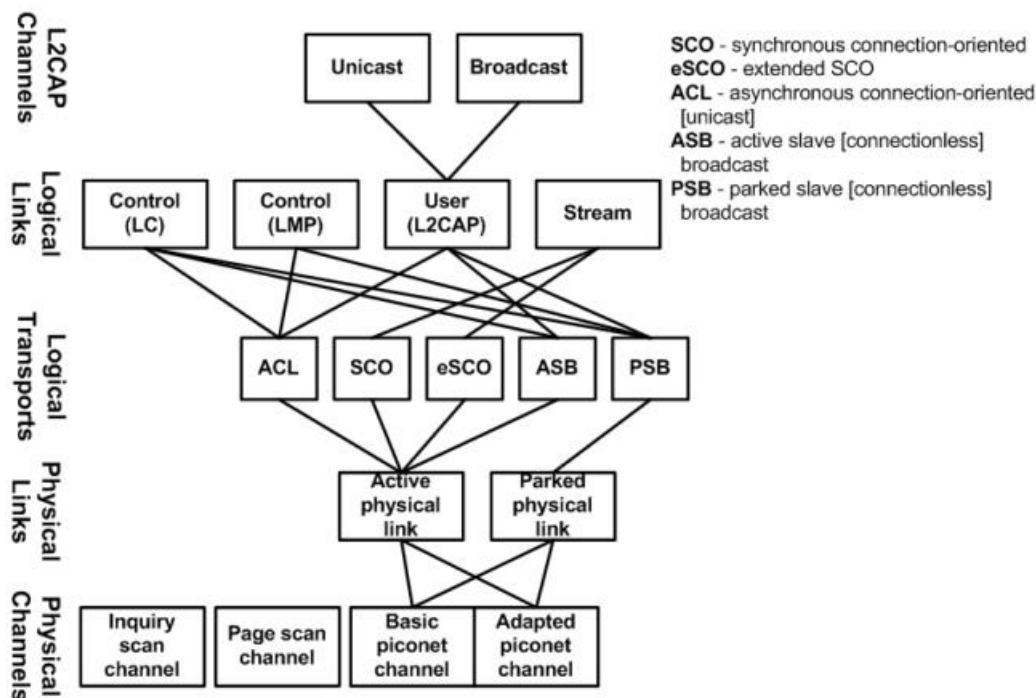 L2CAP
Channels
Unicast
Broadcast
SCO - synchronous connection-oriented
eSCO - extended SCO
ACL - asynchronous connection-oriented
[unicast]
ASB - active slave [connectionless]
broadcast
PSB - parked slave [connectionless]
broadcast
Logical
Links
Control
(LC)
Control
(LMP)
User
(L2CAP)
Stream
Logical
Transports
ACL
SCO
eSCO
ASB
PSB
Physical
Links
Active
physical
link
Parked
physical
link
Physical
Channels
Inquiry
scan
channel
Page scan
channel
Basic
piconet
channel
Adapted
piconet
channel